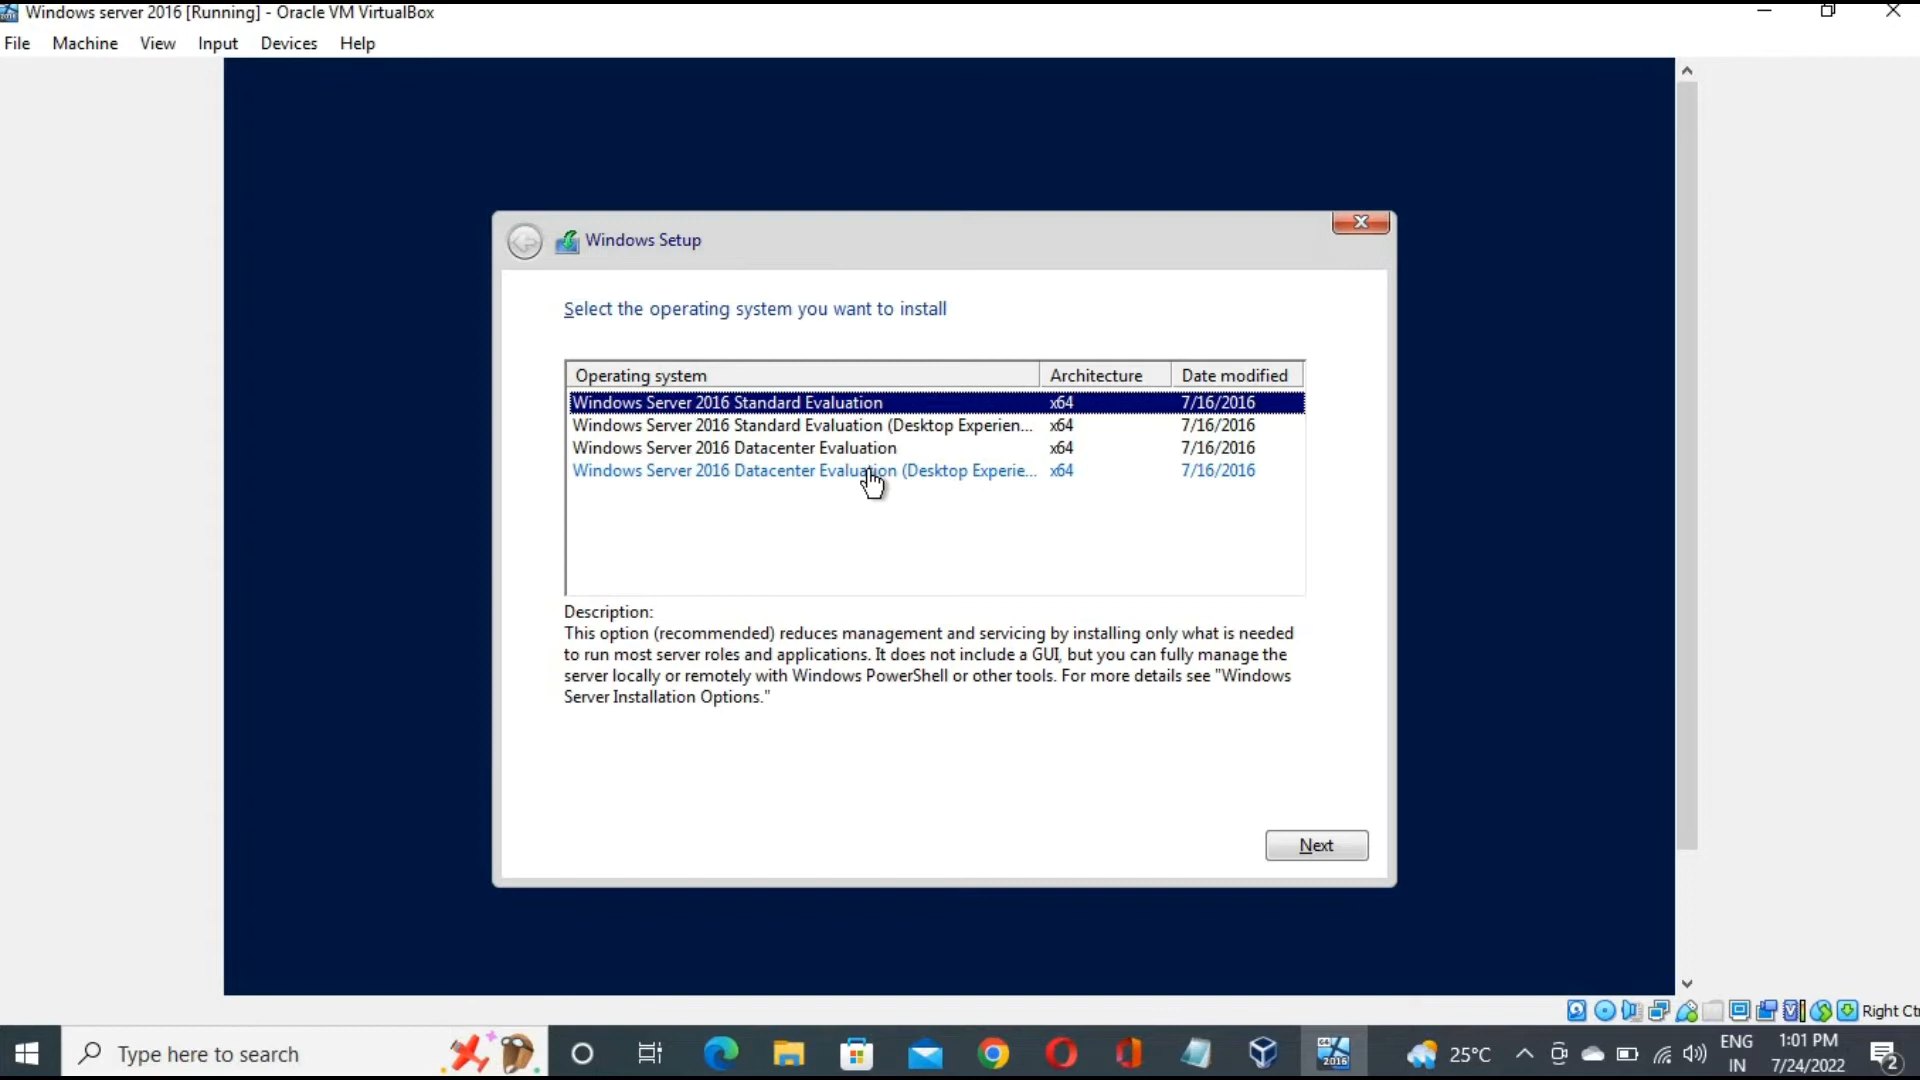 Windows server 2016 [Running] - Oracle VM VirtualBox
File Machine View Input Devices Help
Windows Setup
Select the operating system you want to install
Operating system Architecture Date modified
Windows Server 2016 Standard Evaluation x64 7/16/2016
Windows Server 2016 Standard Evaluation (Desktop Experien... x64 7/16/2016
Windows Server 2016 Datacenter Evaluation x64 7/16/2016
Windows Server 2016 Datacenter Evaluation (Desktop Experie... x64 7/16/2016
Description:
This option (recommended) reduces management and servicing by installing only what is needed
to run most server roles and applications. It does not include a GUI, but you can fully manage the
server locally or remotely with Windows PowerShell or other tools. For more details see "Windows
Server Installation Options."
Next
Right Ct
Type here to search
64
2016
25°C
ENG
IN
1:01 PM
7/24/2022
2